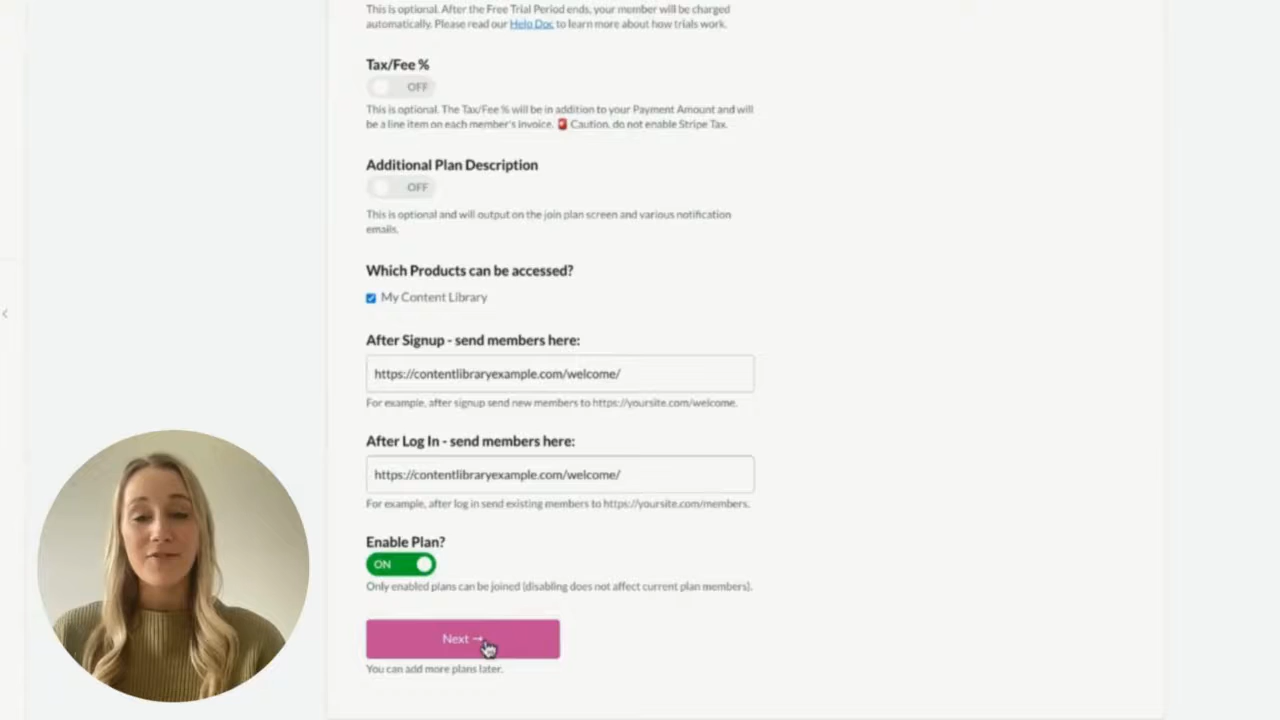 This is optional. After the Free Trial Period ends, your member will be charged
automatically. Please read our Help Doc to learn more about how trials work.
Tax/Fee %
OFF
This is optional. The Tax/Fee % will be in addition to your Payment Amount and will
be a line item on each member's invoice. 🚨 Caution, do not enable Stripe Tax.
Additional Plan Description
OFF
This is optional and will output on the join plan screen and various notification
emails.
Which Products can be accessed?
My Content Library
After Signup - send members here:
https://contentlibraryexample.com/welcome/
For example, after signup send new members to https://yoursite.com/welcome.
After Log In - send members here:
https://contentlibraryexample.com/welcome/
For example, after log in send existing members to https://yoursite.com/members.
Enable Plan?
ON
Only enabled plans can be joined (disabling does not affect current plan members).
Next →
You can add more plans later.